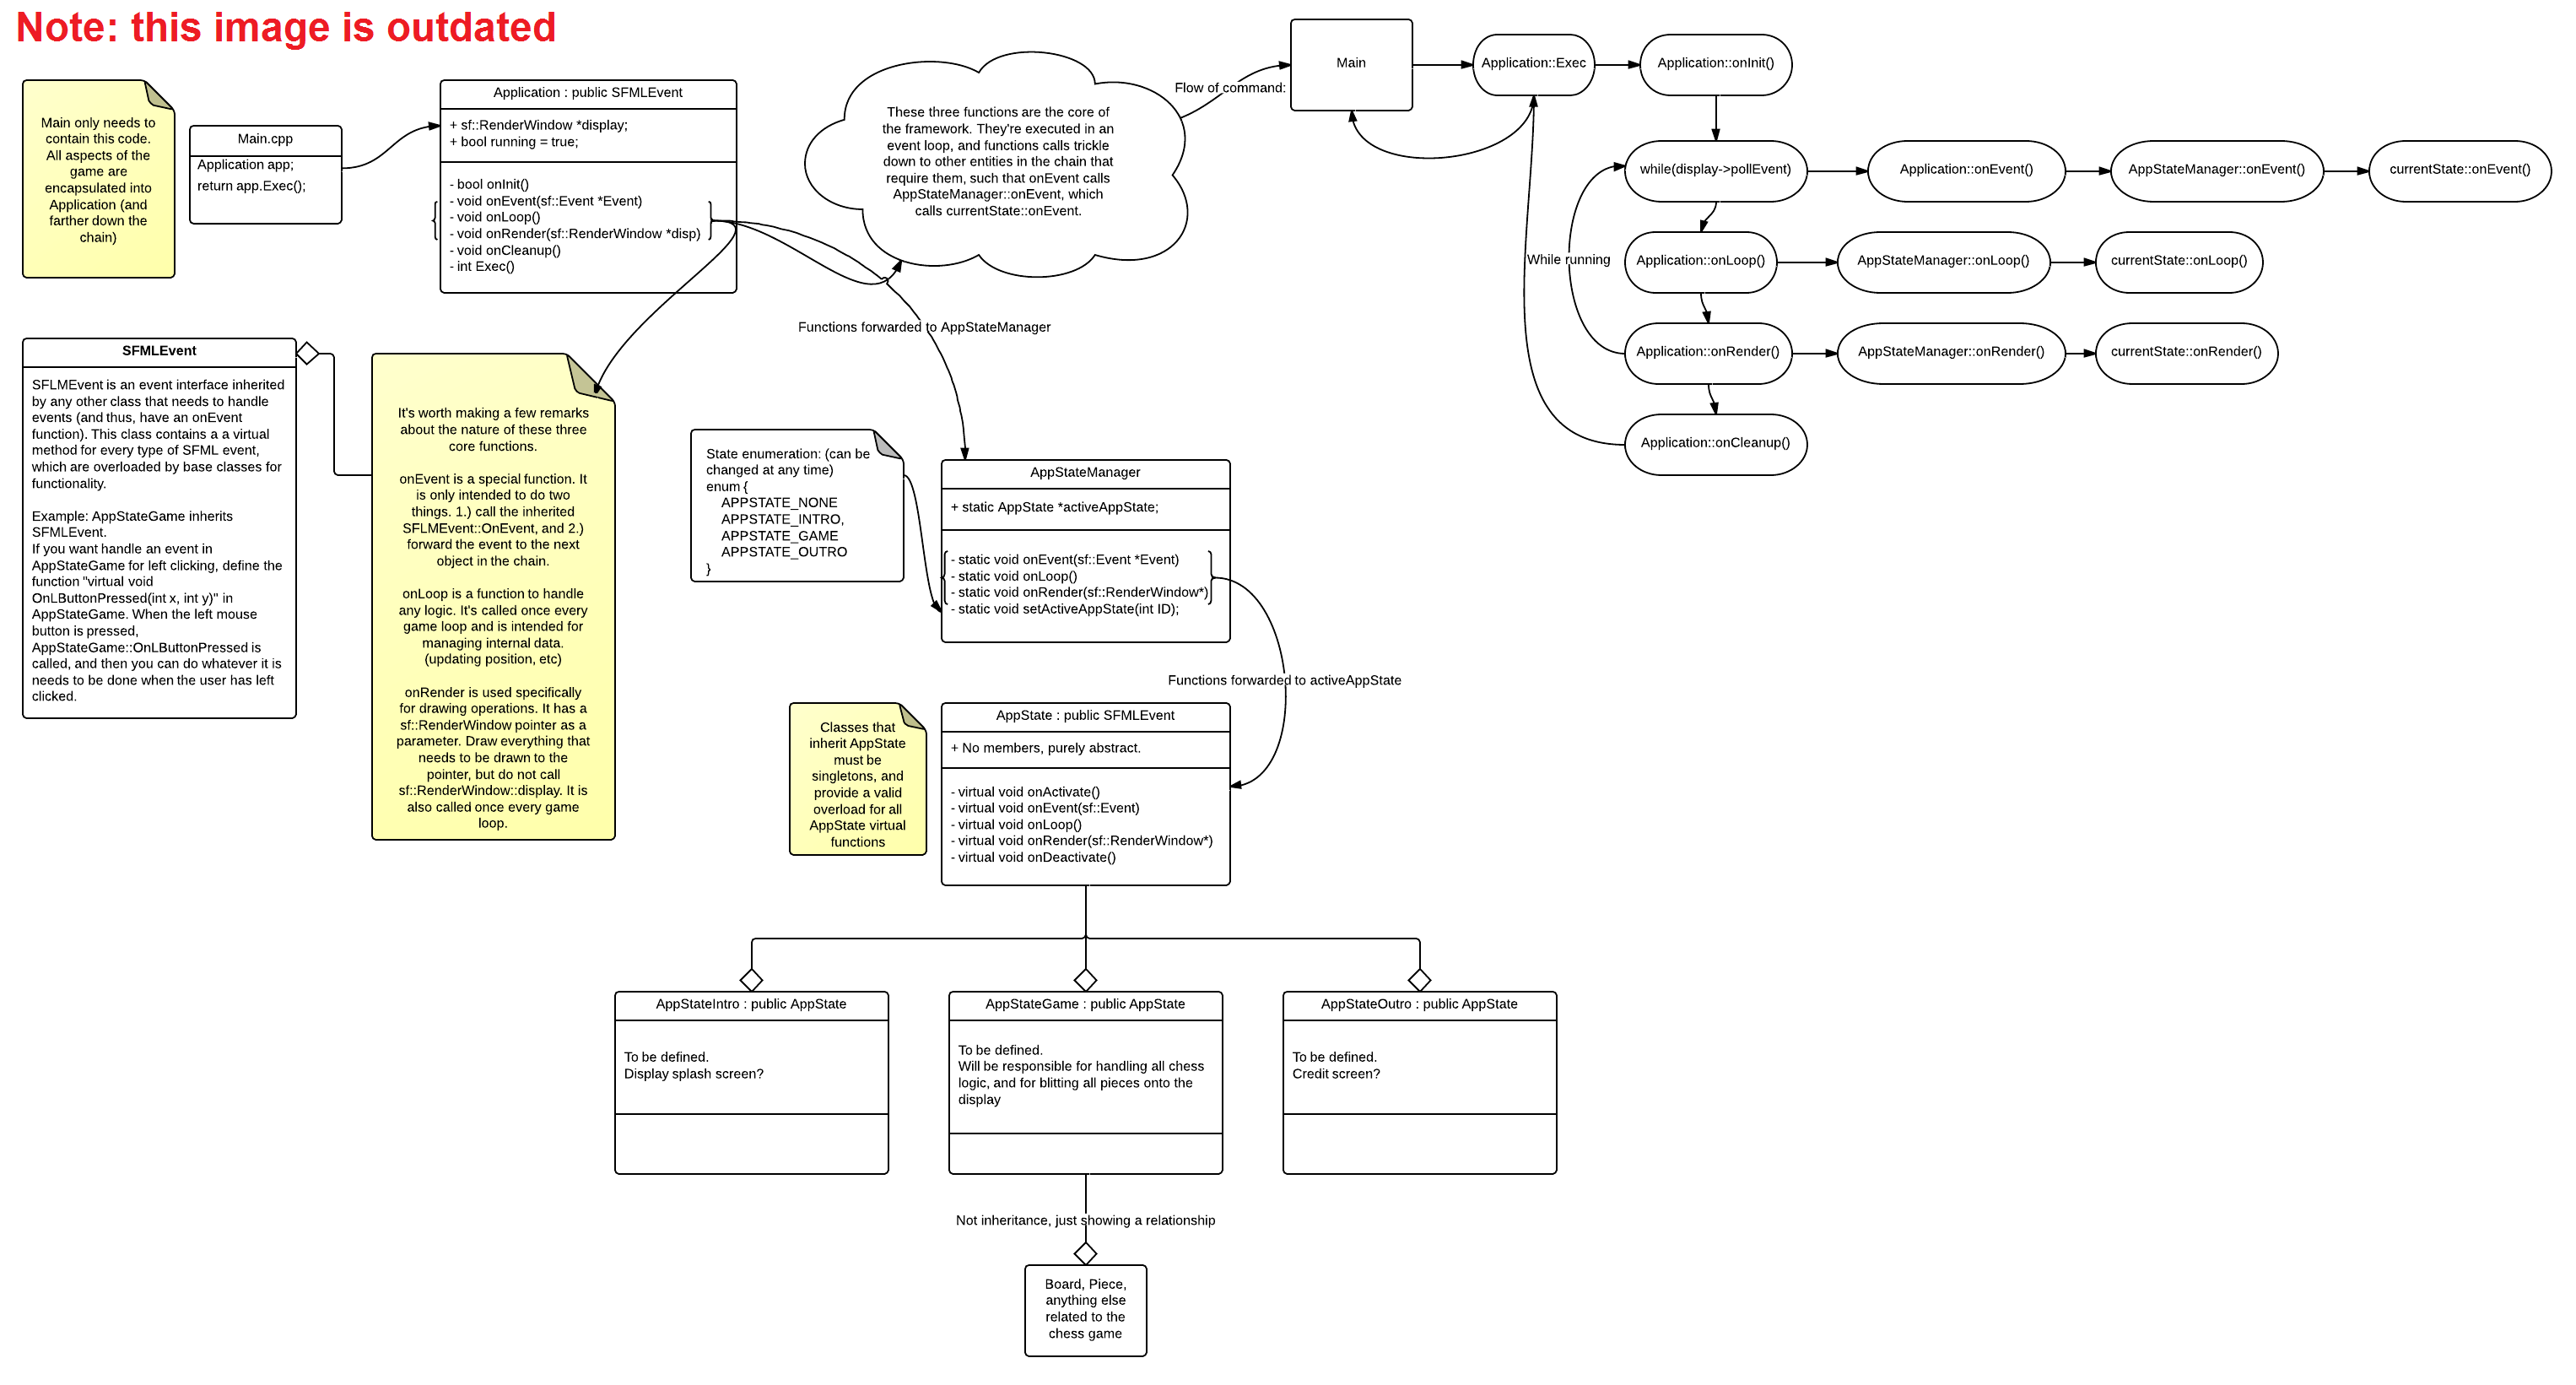 Note: this image is outdated
Main only needs to
contain this code.
All aspects of the
game are
encapsulated into
Application (and
farther down the
chain)
Main.cpp
Application app;
return app.Exec();
Application : public SFMLEvent
+ sf::RenderWindow *display;
+ bool running = true;
- bool onInit()
- void onEvent(sf::Event *Event)
- void onLoop()
- void onRender(sf::RenderWindow *disp)
- void onCleanup()
- int Exec()
These three functions are the core of
the framework. They're executed in an
event loop, and functions calls trickle
down to other entities in the chain that
require them, such that onEvent calls
AppStateManager::onEvent, which
calls currentState::onEvent.
Flow of command:
Main
Application::Exec
Application::onInit()
while(display->pollEvent)
Application::onEvent()
AppStateManager::onEvent()
currentState::onEvent()
While running
Application::onLoop()
AppStateManager::onLoop()
currentState::onLoop()
Application::onRender()
AppStateManager::onRender()
currentState::onRender()
Application::onCleanup()
Functions forwarded to AppStateManager
SFMLEvent
SFLMEvent is an event interface inherited
by any other class that needs to handle
events (and thus, have an onEvent
function). This class contains a a virtual
method for every type of SFML event,
which are overloaded by base classes for
functionality.
Example: AppStateGame inherits
SFMLEvent.
If you want handle an event in
AppStateGame for left clicking, define the
function "virtual void
OnLButtonPressed(int x, int y)" in
AppStateGame. When the left mouse
button is pressed,
AppStateGame::OnLButtonPressed is
called, and then you can do whatever it is
needs to be done when the user has left
clicked.
It's worth making a few remarks
about the nature of these three
core functions.
onEvent is a special function. It
is only intended to do two
things. 1.) call the inherited
SFLMEvent::OnEvent, and 2.)
forward the event to the next
object in the chain.
onLoop is a function to handle
any logic. It's called once every
game loop and is intended for
managing internal data.
(updating position, etc)
onRender is used specifically
for drawing operations. It has a
sf::RenderWindow pointer as a
parameter. Draw everything that
needs to be drawn to the
pointer, but do not call
sf::RenderWindow::display. It is
also called once every game
loop.
State enumeration: (can be
changed at any time)
enum {
APPSTATE_NONE
APPSTATE_INTRO,
APPSTATE_GAME
APPSTATE_OUTRO
}
AppStateManager
+ static AppState *activeAppState;
- static void onEvent(sf::Event *Event)
- static void onLoop()
- static void onRender(sf::RenderWindow*)
- static void setActiveAppState(int ID);
Functions forwarded to activeAppState
Classes that
inherit AppState
must be
singletons, and
provide a valid
overload for all
AppState virtual
functions
AppState : public SFMLEvent
+ No members, purely abstract.
- virtual void onActivate()
- virtual void onEvent(sf::Event)
- virtual void onLoop()
- virtual void onRender(sf::RenderWindow*)
- virtual void onDeactivate()
AppStateIntro : public AppState
To be defined.
Display splash screen?
AppStateGame : public AppState
To be defined.
Will be responsible for handling all chess
logic, and for blitting all pieces onto the
display
AppStateOutro : public AppState
To be defined.
Credit screen?
Not inheritance, just showing a relationship
Board, Piece,
anything else
related to the
chess game